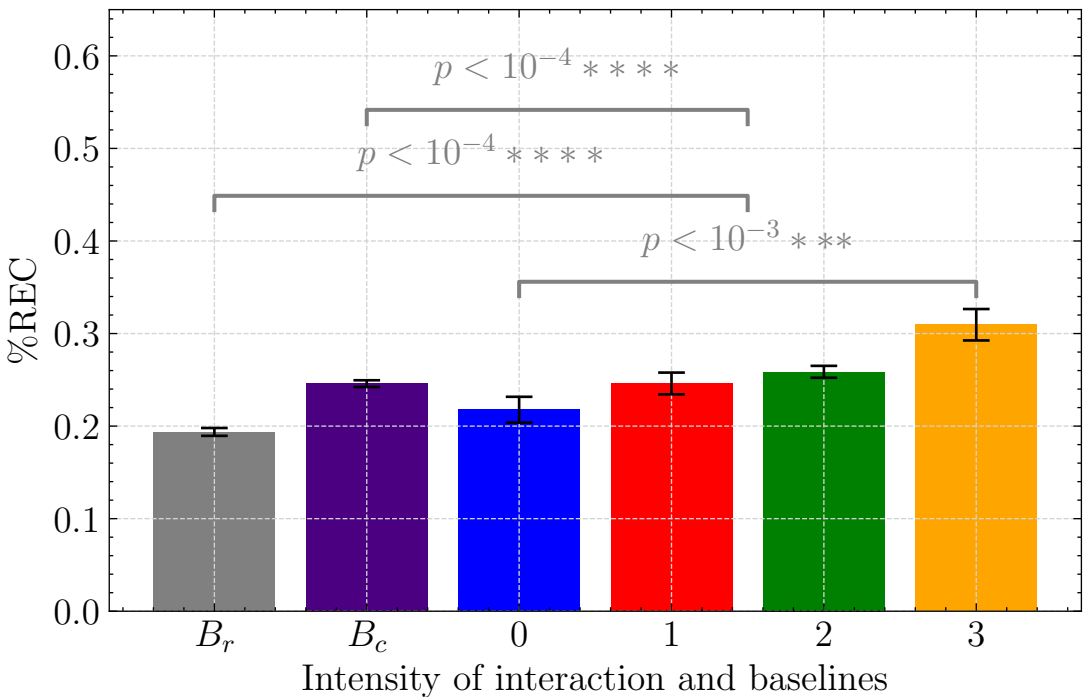 %REC
0.6
0.5
0.4
0.3
0.2
0.1
0.0
p < 10⁻⁴ ∗∗∗∗
p < 10⁻⁴ ∗∗∗∗
p < 10⁻³ ∗∗∗
B_r B_c 0 1 2 3
Intensity of interaction and baselines